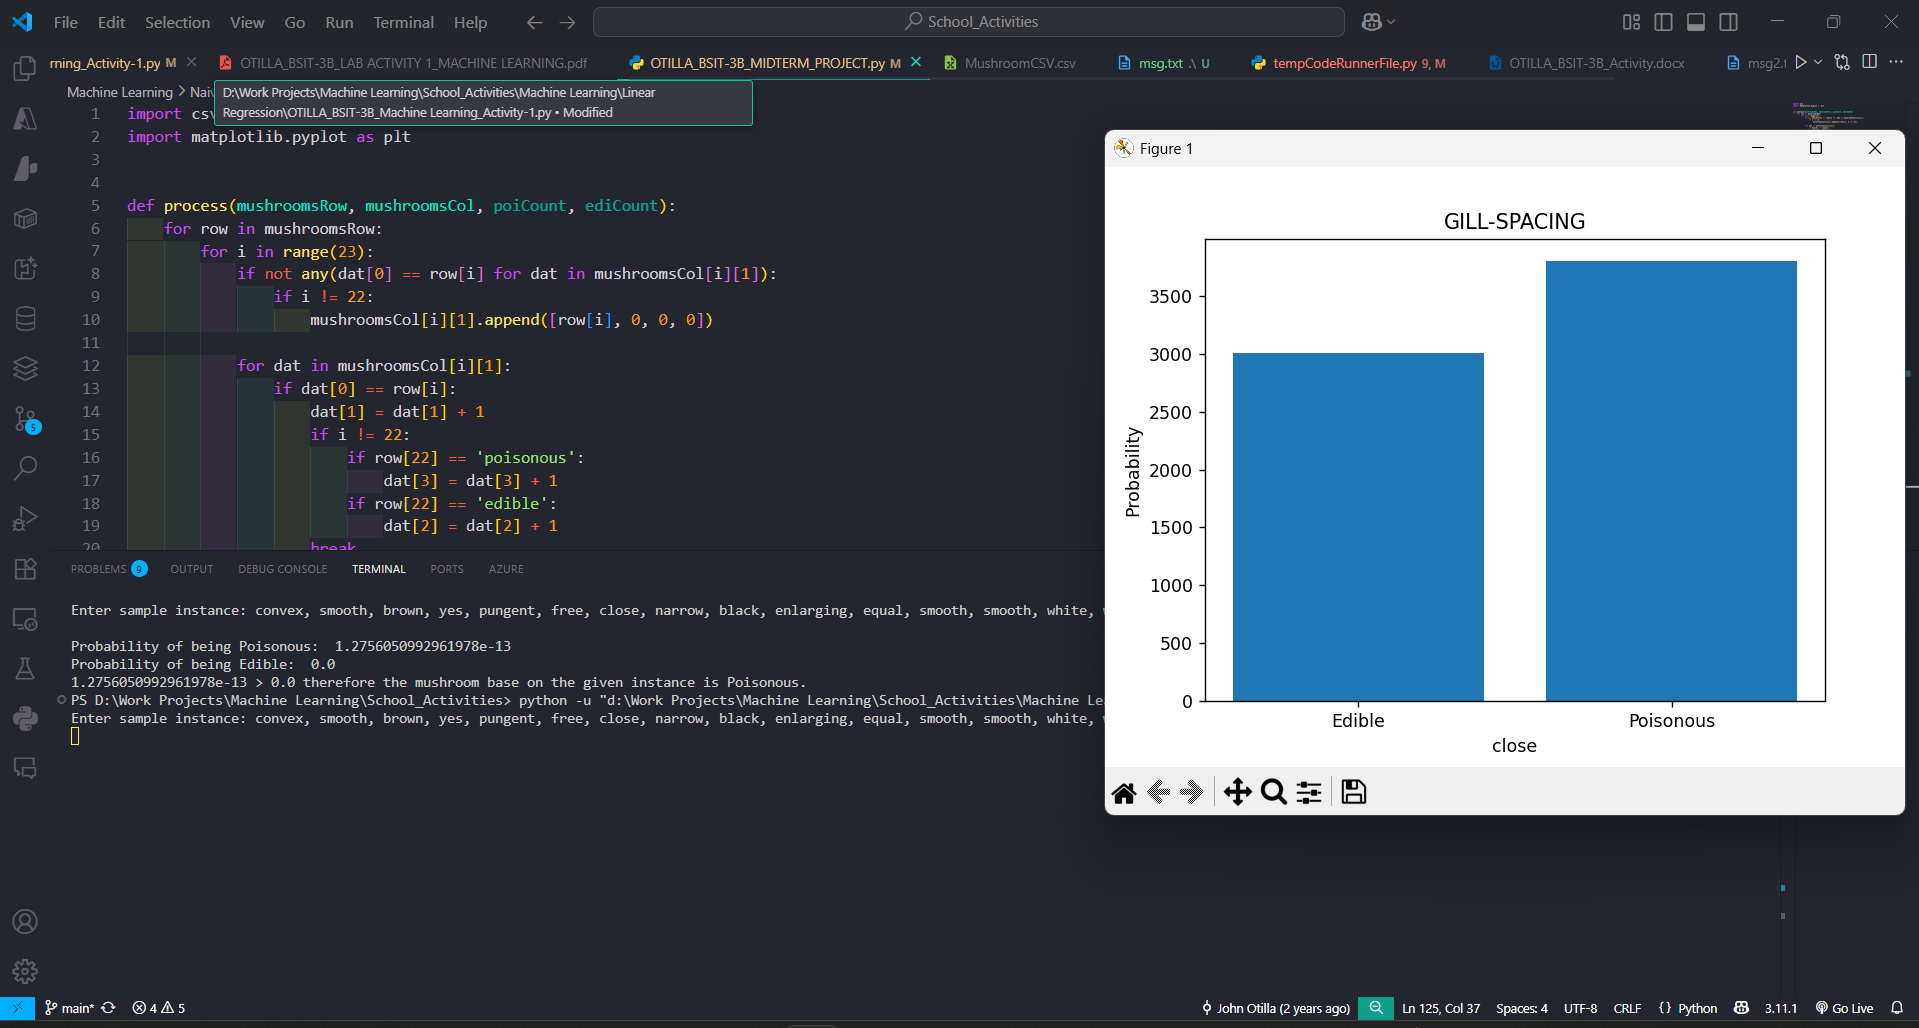 File Edit Selection View Go Run Terminal Help
School_Activities
rning_Activity-1.py M
OTILLA_BSIT-3B_LAB ACTIVITY 1_MACHINE LEARNING.pdf
OTILLA_BSIT-3B_MIDTERM_PROJECT.py M
MushroomCSV.csv
msg.txt .\ U
tempCodeRunnerFile.py 9, M
OTILLA_BSIT-3B_Activity.docx
msg2.t
Machine Learning > Naiv
D:\Work Projects\Machine Learning\School_Activities\Machine Learning\Linear
Regression\OTILLA_BSIT-3B_Machine Learning_Activity-1.py • Modified
1 import csv
2 import matplotlib.pyplot as plt
3
4
5 def process(mushroomsRow, mushroomsCol, poiCount, ediCount):
6 for row in mushroomsRow:
7 for i in range(23):
8 if not any(dat[0] == row[i] for dat in mushroomsCol[i][1]):
9 if i != 22:
10 mushroomsCol[i][1].append([row[i], 0, 0, 0])
11
12 for dat in mushroomsCol[i][1]:
13 if dat[0] == row[i]:
14 dat[1] = dat[1] + 1
15 if i != 22:
16 if row[22] == 'poisonous':
17 dat[3] = dat[3] + 1
18 if row[22] == 'edible':
19 dat[2] = dat[2] + 1
20 break
PROBLEMS 9 OUTPUT DEBUG CONSOLE TERMINAL PORTS AZURE
Enter sample instance: convex, smooth, brown, yes, pungent, free, close, narrow, black, enlarging, equal, smooth, smooth, white,
Probability of being Poisonous: 1.2756050992961978e-13
Probability of being Edible: 0.0
1.2756050992961978e-13 > 0.0 therefore the mushroom base on the given instance is Poisonous.
PS D:\Work Projects\Machine Learning\School_Activities> python -u "d:\Work Projects\Machine Learning\School_Activities\Machine Le
Enter sample instance: convex, smooth, brown, yes, pungent, free, close, narrow, black, enlarging, equal, smooth, smooth, white,
5
Figure 1
GILL-SPACING
Probability
3500
3000
2500
2000
1500
1000
500
0
Edible Poisonous
close
main* 4 5
John Otilla (2 years ago) Ln 125, Col 37 Spaces: 4 UTF-8 CRLF {} Python 3.11.1 Go Live